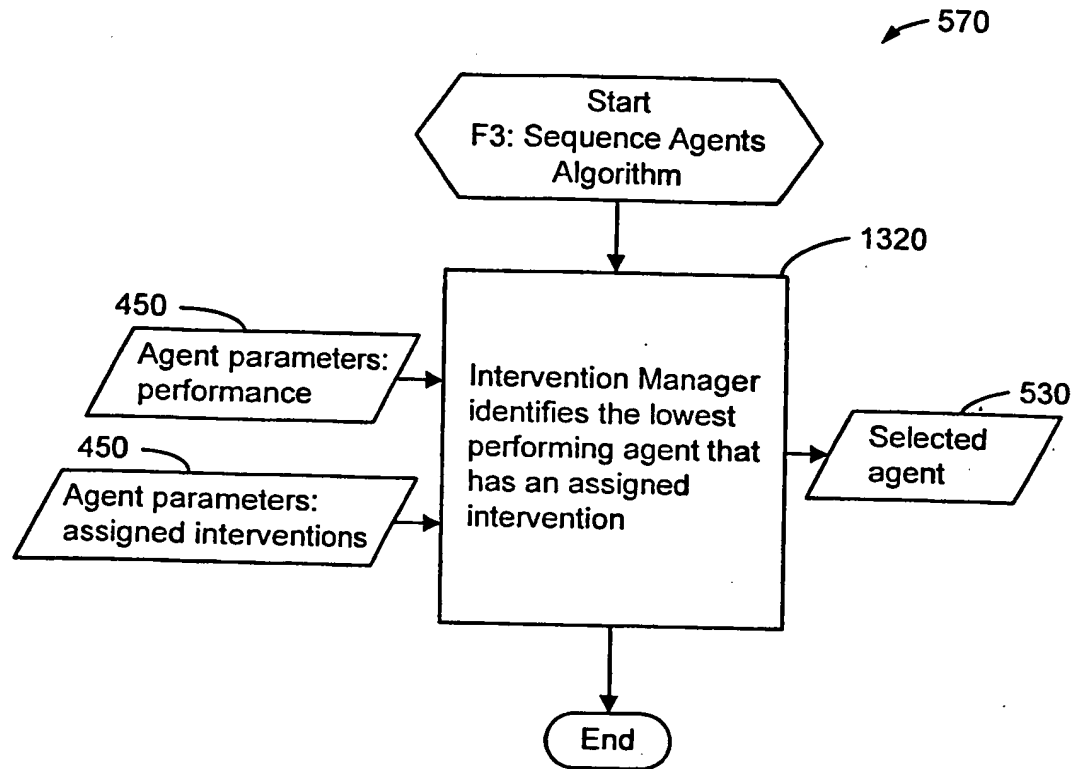 570
Start
F3: Sequence Agents
Algorithm
1320
450
Agent parameters:
performance
450
Agent parameters:
assigned interventions
Intervention Manager
identifies the lowest
performing agent that
has an assigned
intervention
530
Selected
agent
End